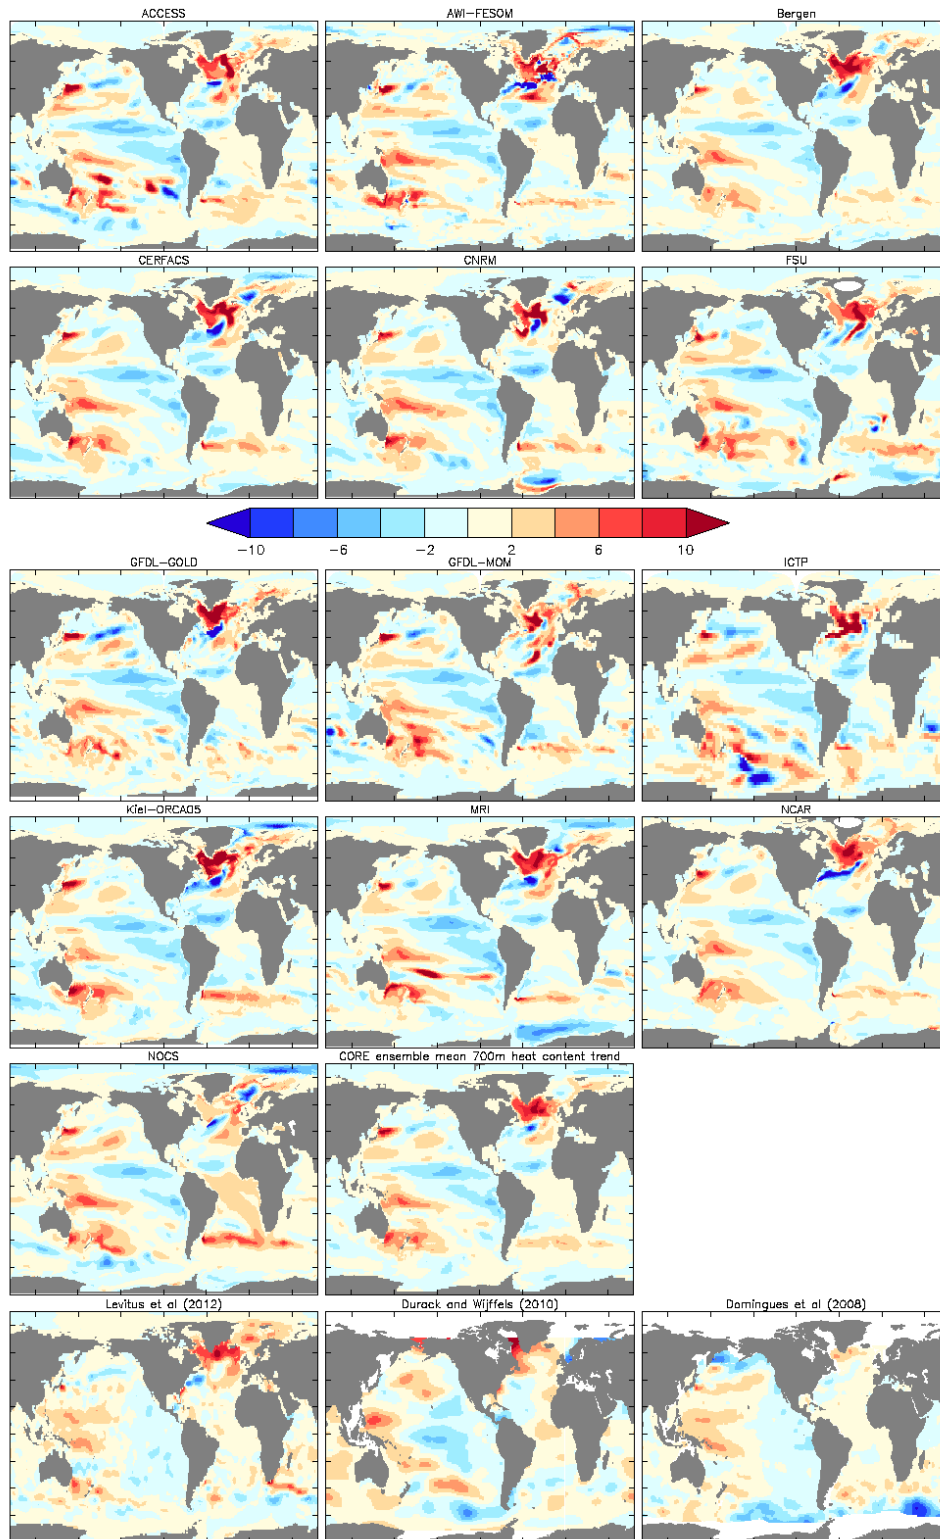 ACCESS
AWI-FESOM
Bergen
CERFACS
CNRM
FSU
-10 -6 -2 2 6 10
GFDL-GOLD
GFDL-MOM
ICTP
Kiel-ORCA05
MRI
NCAR
NOCS
CORE ensemble mean 700m heat content trend
Levitus et al (2012)
Durack and Wijffels (2010)
Domingues et al (2008)